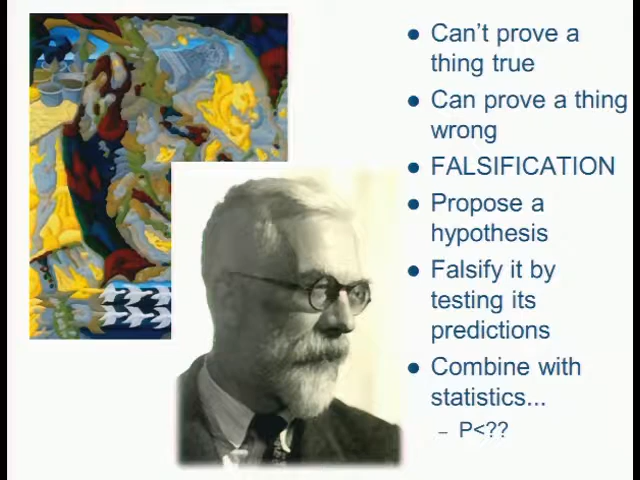 Can't prove a
thing true
Can prove a thing
wrong
FALSIFICATION
Propose a
hypothesis
Falsify it by
testing its
predictions
Combine with
statistics...
– P<??